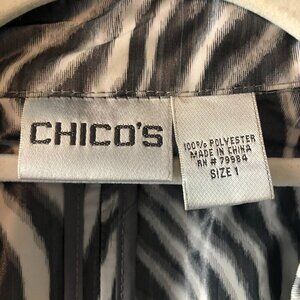 CHICO'S
100% POLYESTER
MADE IN CHINA
RN # 79984
SIZE 1